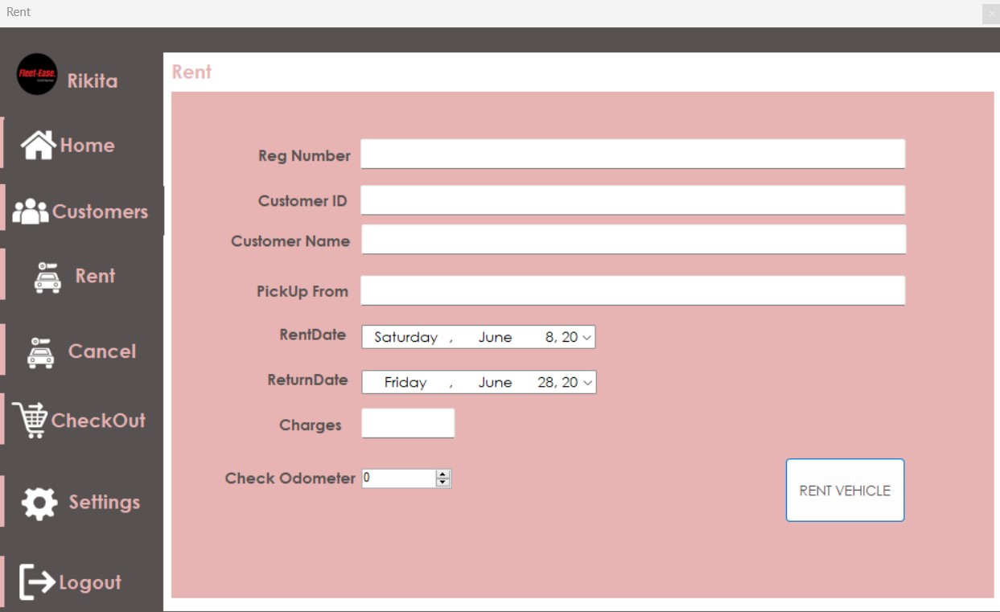 Rent
Fleet-Ease.
Rikita
Home
Customers
Rent
Cancel
CheckOut
Settings
Logout
Rent
Reg Number
Customer ID
Customer Name
PickUp From
RentDate Saturday , June 8, 20
ReturnDate Friday , June 28, 20
Charges
Check Odometer 0
RENT VEHICLE